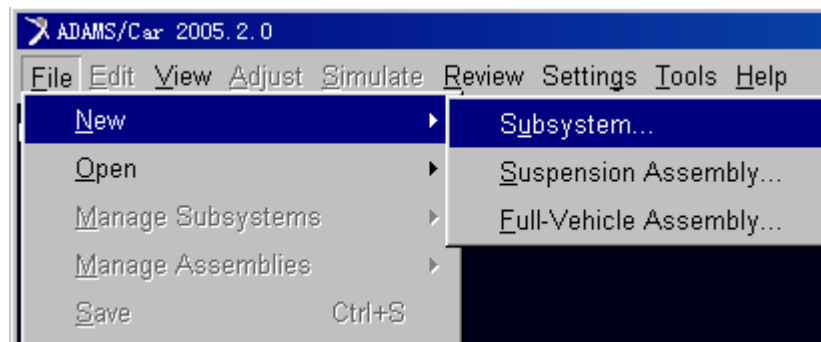 ADAMS/Car 2005.2.0
File Edit View Adjust Simulate Review Settings Tools Help
New
Subsystem...
Open
Suspension Assembly...
Manage Subsystems
Full-Vehicle Assembly...
Manage Assemblies
Save Ctrl+S